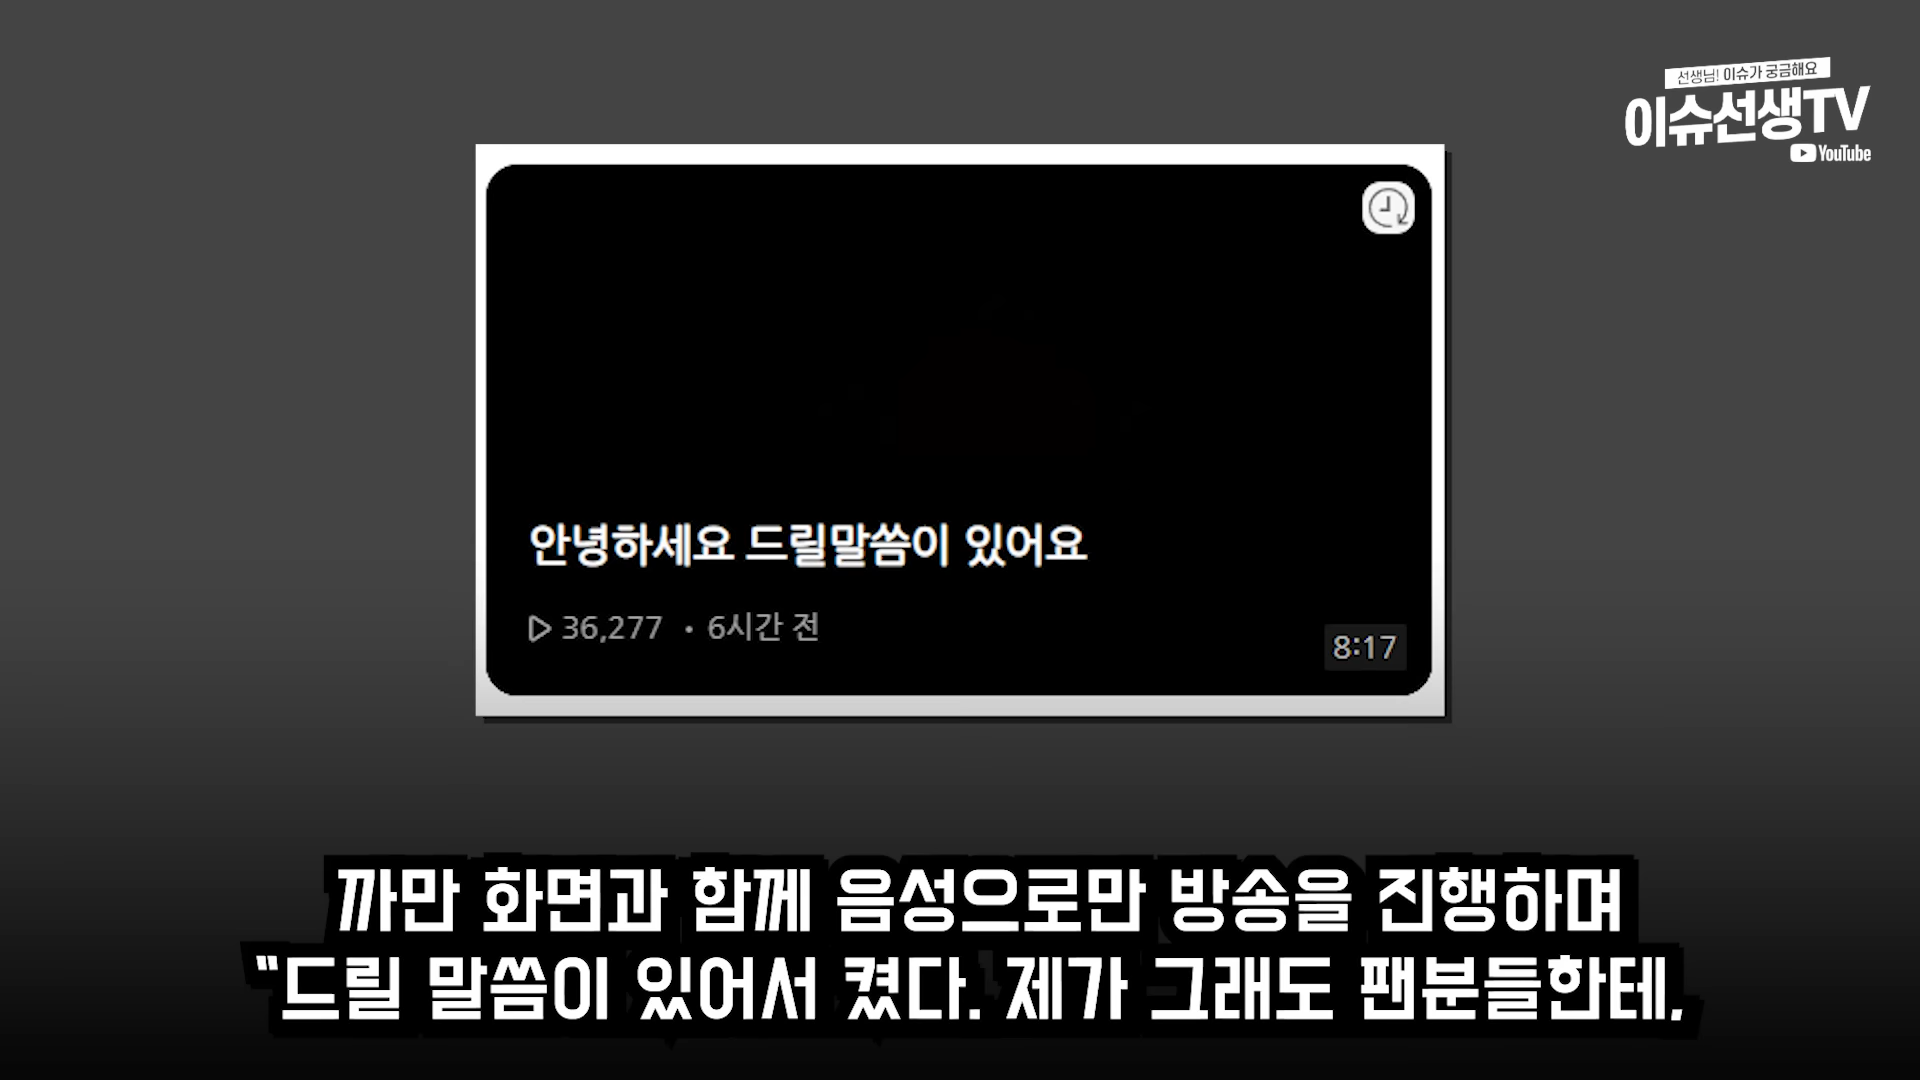 선생님! 이슈가 궁금해요
이슈선생TV
YouTube
안녕하세요 드릴말씀이 있어요
36,277 • 6시간 전
8:17
까만 화면과 함께 음성으로만 방송을 진행하며
"드릴 말씀이 있어서 켰다. 제가 그래도 팬분들한테,